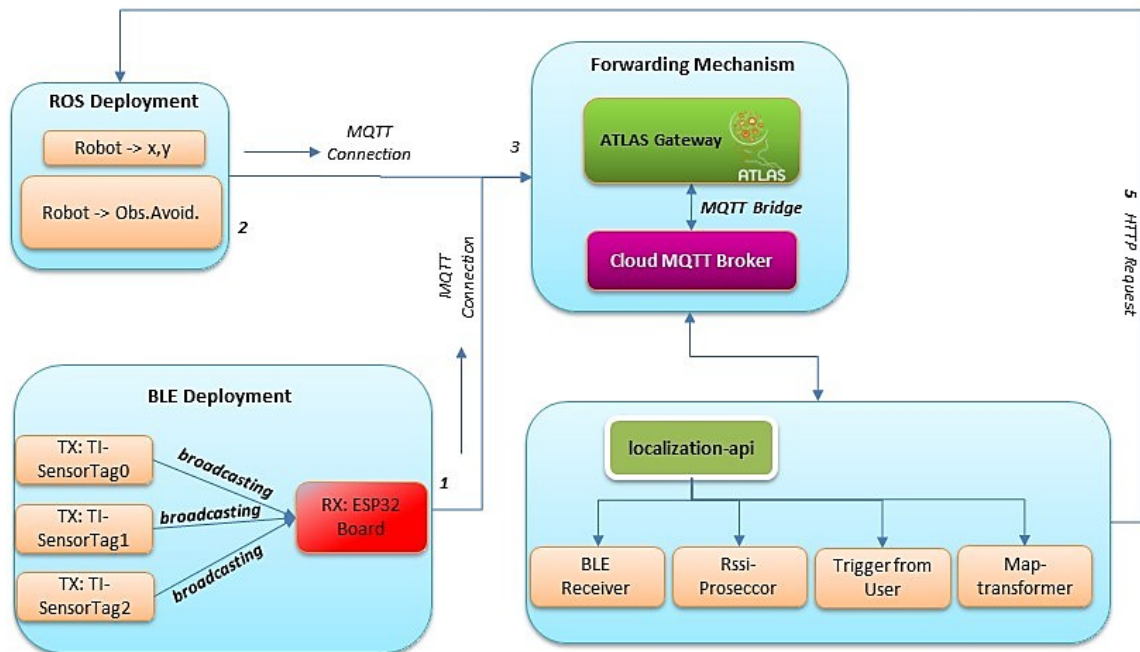 ROS Deployment
Robot -> x,y
Robot -> Obs.Avoid.
2
MQTT
Connection
3
Forwarding Mechanism
ATLAS Gateway
ATLAS
MQTT Bridge
Cloud MQTT Broker
5 HTTP Request
MQTT
Connection
BLE Deployment
TX: TI-
SensorTag0
TX: TI-
SensorTag1
TX: TI-
SensorTag2
broadcasting
broadcasting
broadcasting
RX: ESP32
Board
1
localization-api
BLE
Receiver
Rssi-
Proseccor
Trigger from
User
Map-
transformer